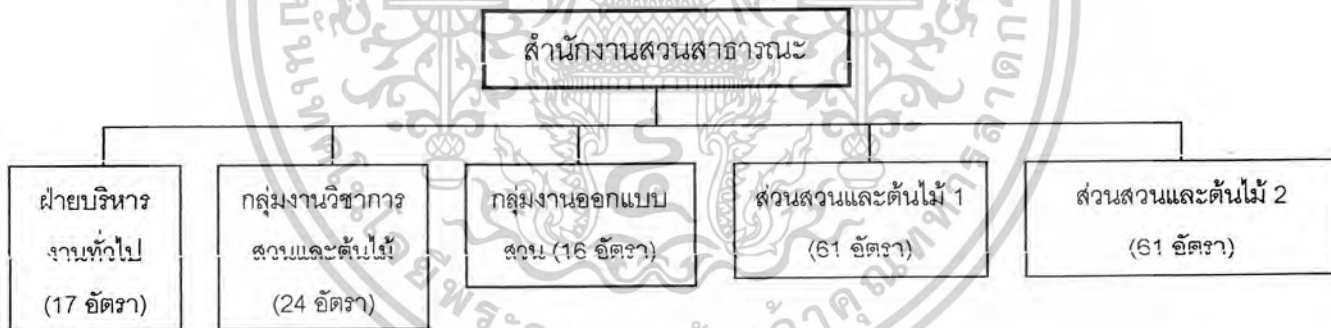 สำนักงานสวนสาธารณะ
ฝ่ายบริหาร
งานทั่วไป
(17 อัตรา)
กลุ่มงานวิชาการ
สวนและต้นไม้
(24 อัตรา)
กลุ่มงานออกแบบ
สวน (16 อัตรา)
ส่วนสวนและต้นไม้ 1
(61 อัตรา)
ส่วนสวนและต้นไม้ 2
(61 อัตรา)